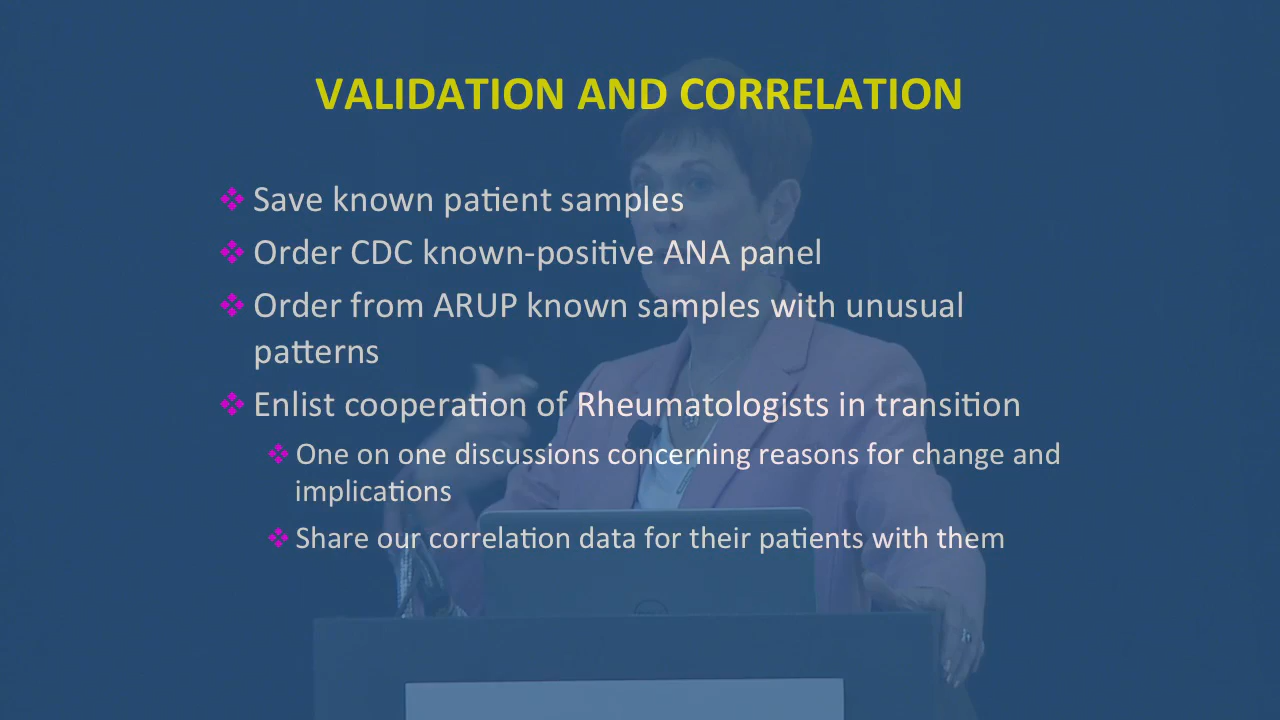 VALIDATION AND CORRELATION
Save known patient samples
Order CDC known-positive ANA panel
Order from ARUP known samples with unusual
patterns
Enlist cooperation of Rheumatologists in transition
One on one discussions concerning reasons for change and
implications
Share our correlation data for their patients with them